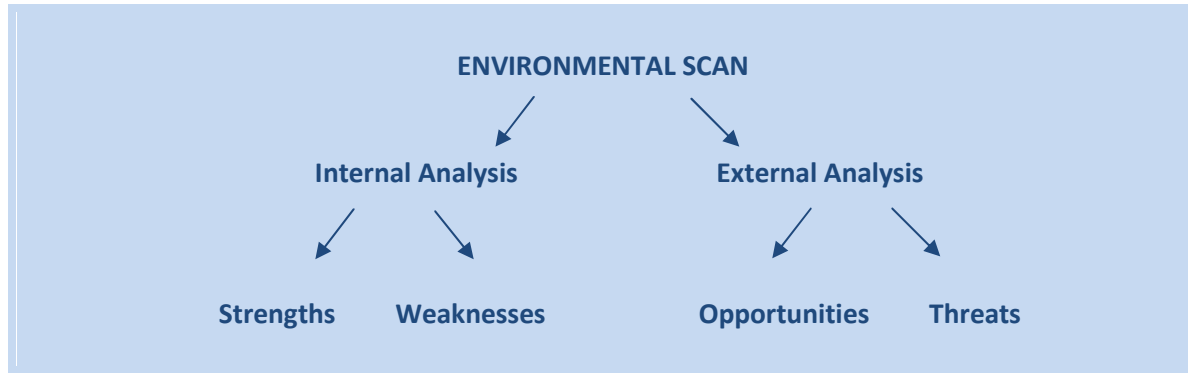 ENVIRONMENTAL SCAN
Internal Analysis External Analysis
Strengths Weaknesses Opportunities Threats